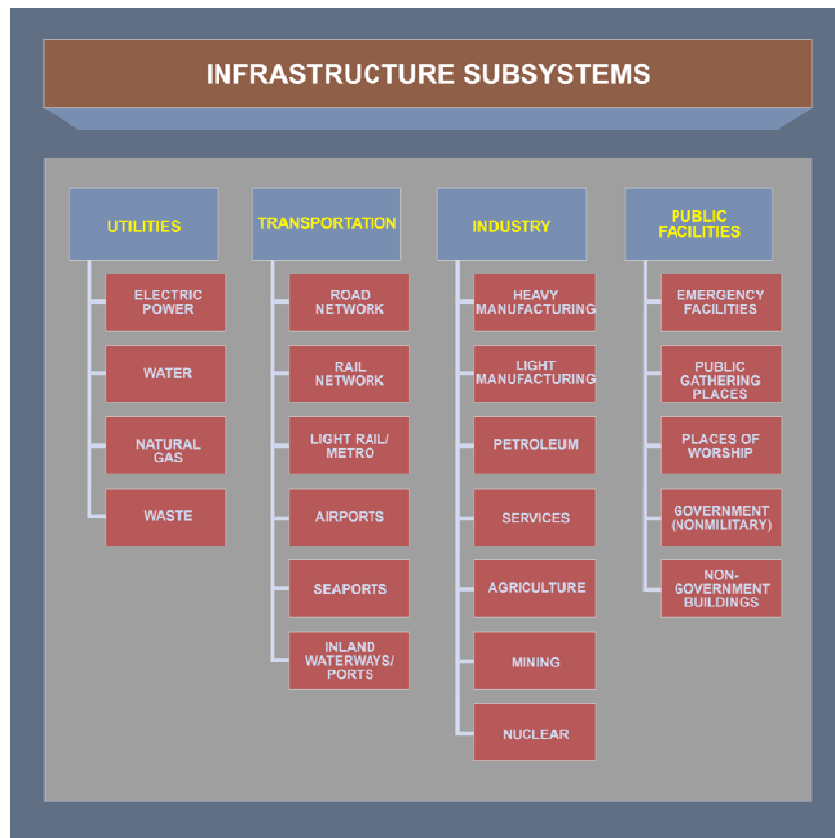 INFRASTRUCTURE SUBSYSTEMS
UTILITIES
ELECTRIC
POWER
WATER
NATURAL
GAS
WASTE
TRANSPORTATION
ROAD
NETWORK
RAIL
NETWORK
LIGHT RAIL/
METRO
AIRPORTS
SEAPORTS
INLAND
WATERWAYS/
PORTS
INDUSTRY
HEAVY
MANUFACTURING
LIGHT
MANUFACTURING
PETROLEUM
SERVICES
AGRICULTURE
MINING
NUCLEAR
PUBLIC
FACILITIES
EMERGENCY
FACILITIES
PUBLIC
GATHERING
PLACES
PLACES OF
WORSHIP
GOVERNMENT
(NONMILITARY)
NON-
GOVERNMENT
BUILDINGS